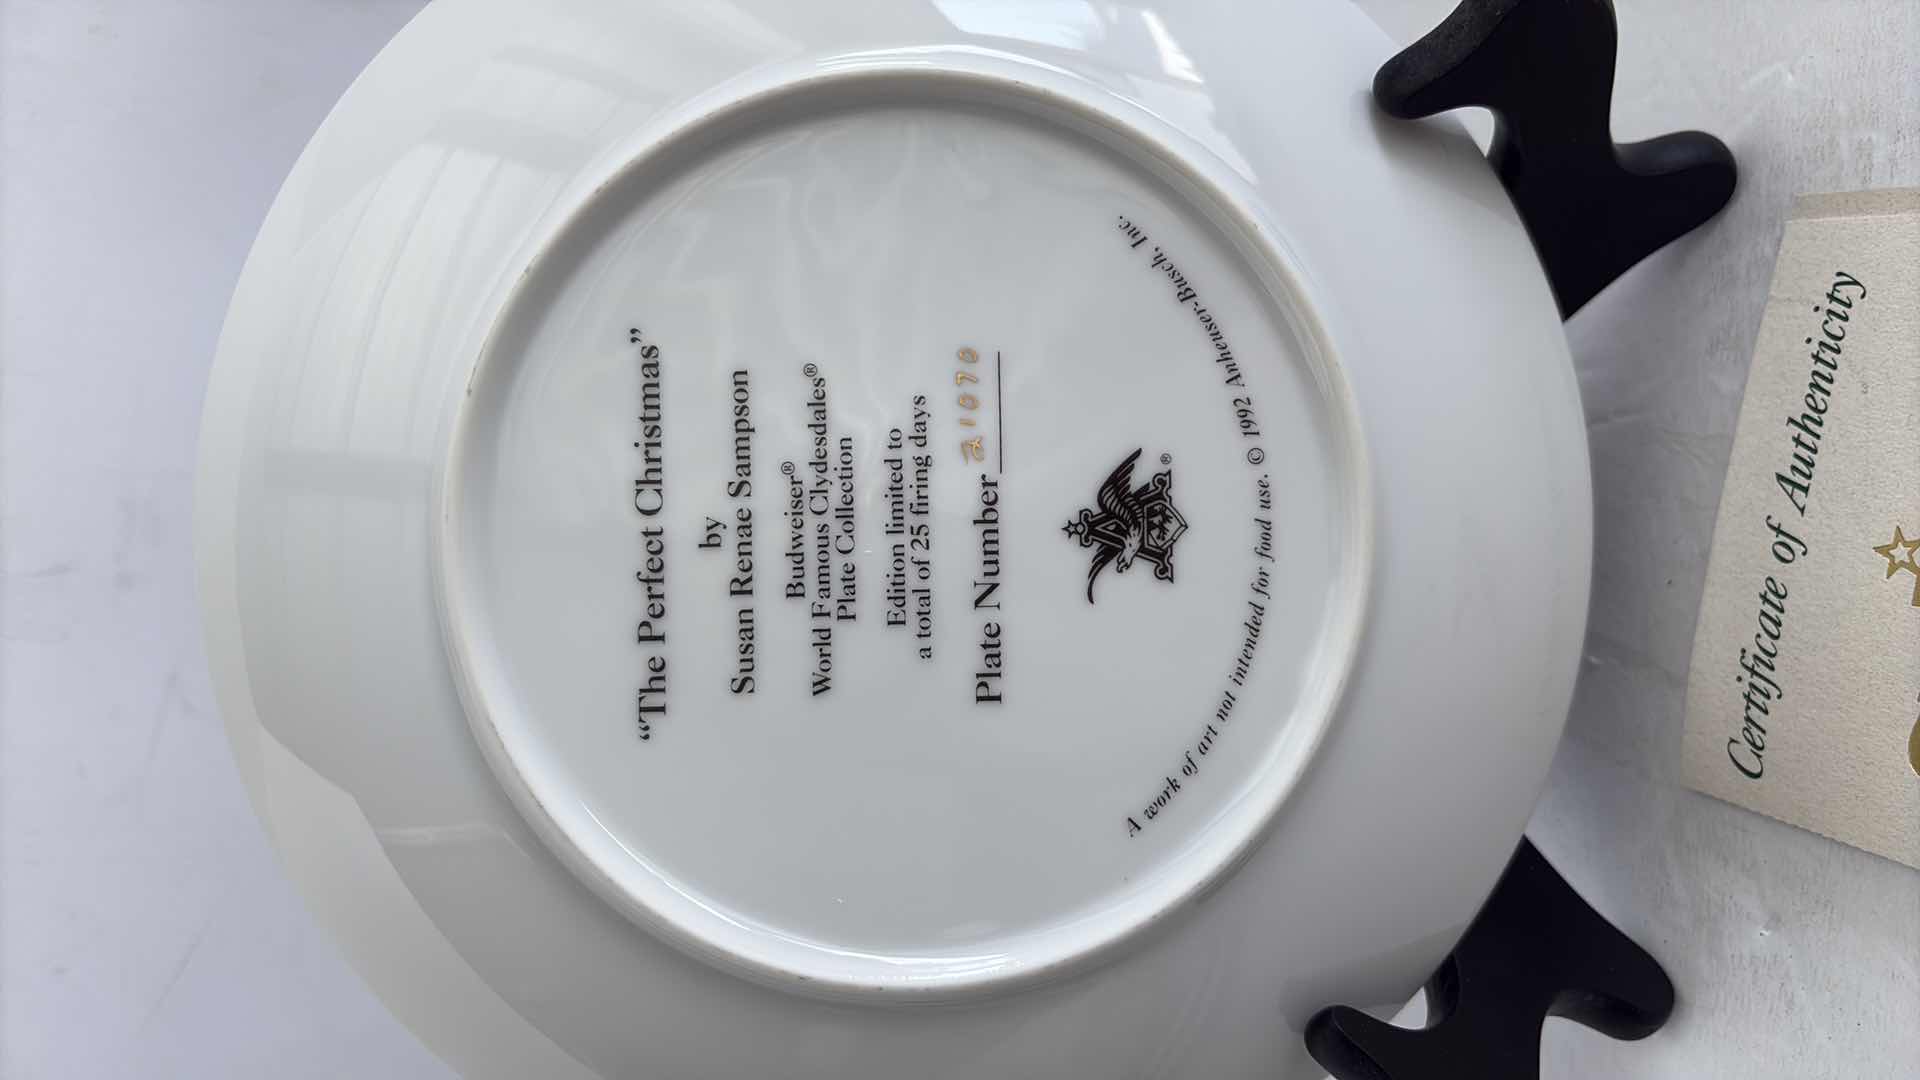 “The Perfect Christmas”
by
Susan Renae Sampson
Budweiser®
World Famous Clydesdales®
Plate Collection
Edition limited to
a total of 25 firing days
Plate Number 21070
®
A work of art not intended for food use. © 1992 Anheuser-Busch, Inc.
Certificate of Authenticity